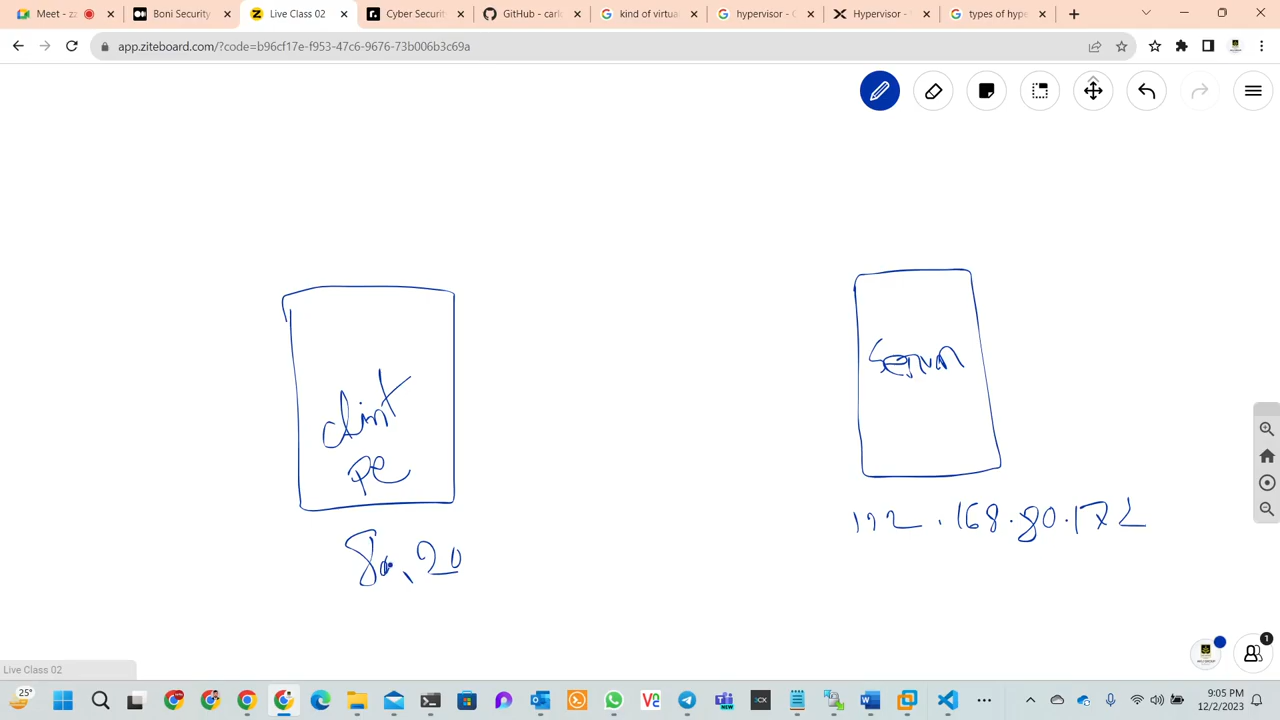 Meet - zz
Boni Security
Live Class 02
Cyber Securit
GitHub - carl
kind of virtua
hypervisor - G
Hypervisor -
types of hype
app.ziteboard.com/?code=b96cf17e-f953-47c6-9676-73b006b3c69a
clint
PC
80.20
192.168.80.172
Live Class 02
1
25°
9:05 PM
12/2/2023